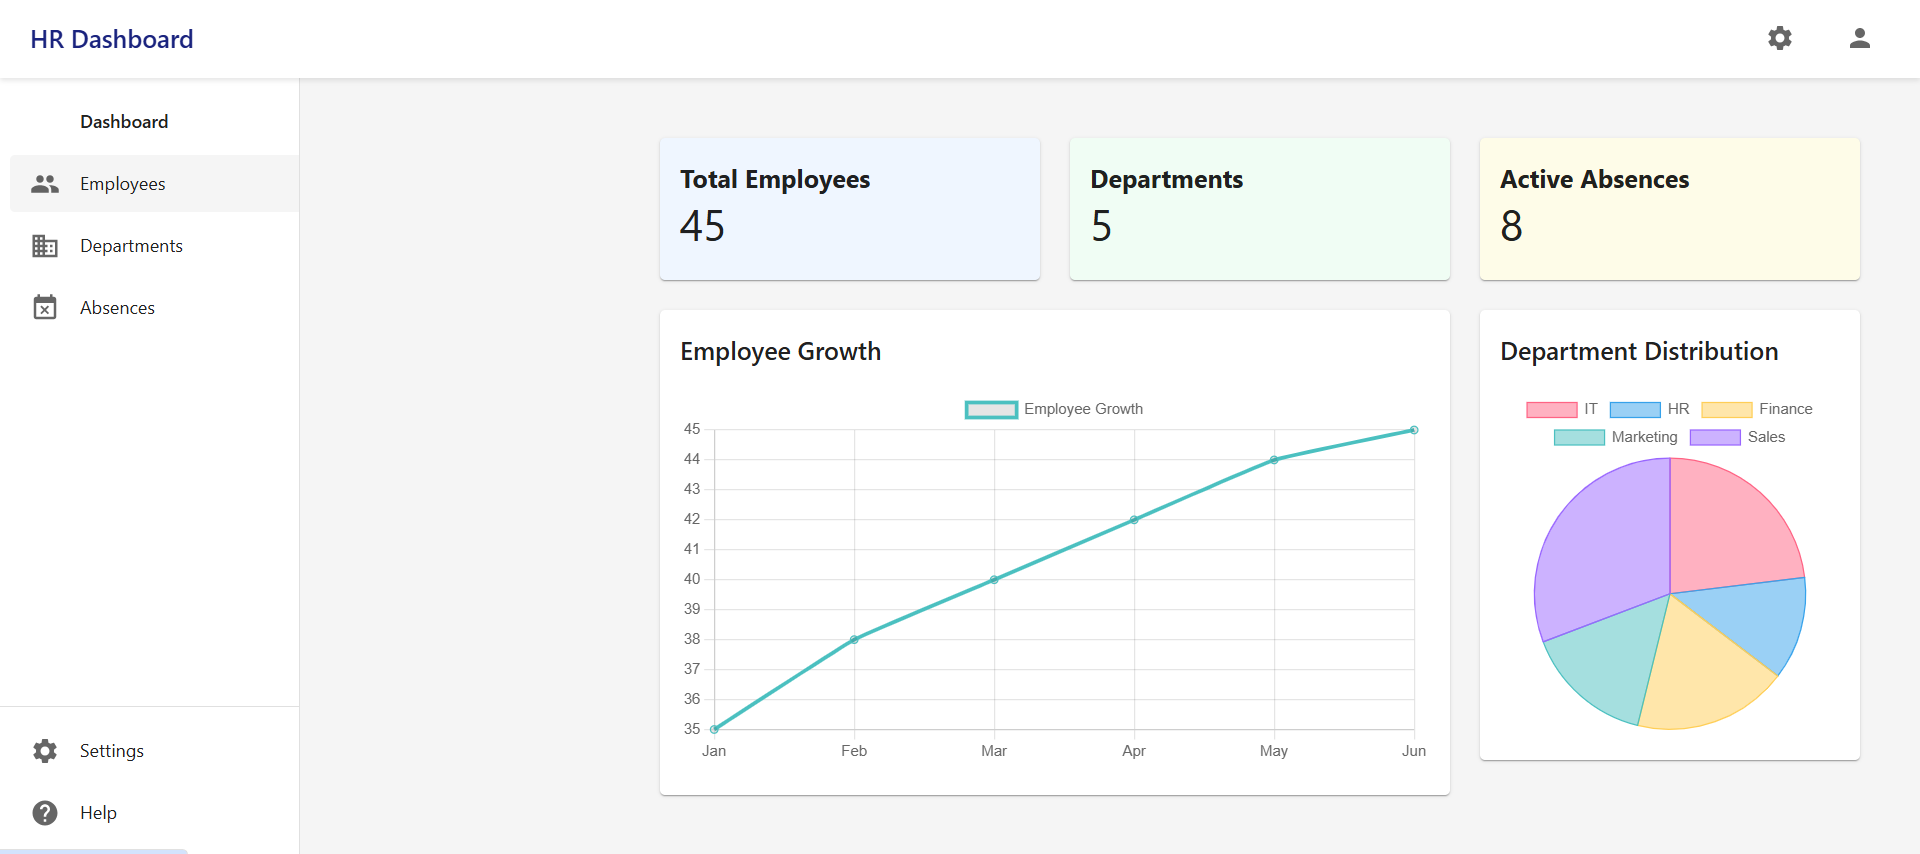 HR Dashboard
Dashboard
Employees
Departments
Absences
Settings
Help
Total Employees
45
Departments
5
Active Absences
8
Employee Growth
Employee Growth
45
44
43
42
41
40
39
38
37
36
35
Jan Feb Mar Apr May Jun
Department Distribution
IT HR Finance
Marketing Sales